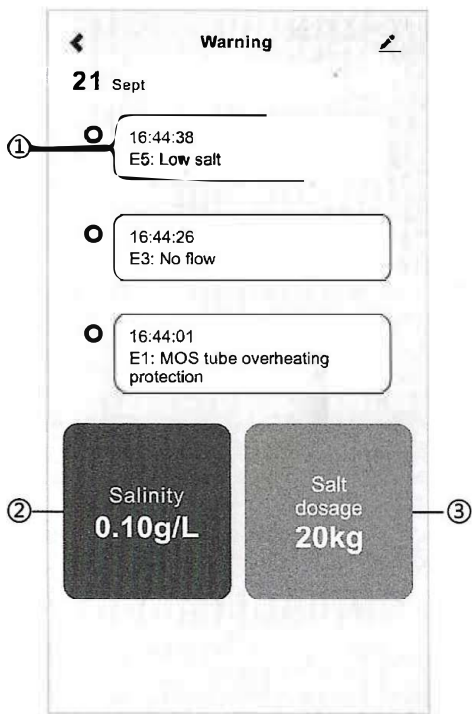 Warning
21 Sept
①
16:44:38
E5: Low salt
16:44:26
E3: No flow
16:44:01
E1: MOS tube overheating
protection
②
Salinity
0.10g/L
Salt
dosage
20kg
③